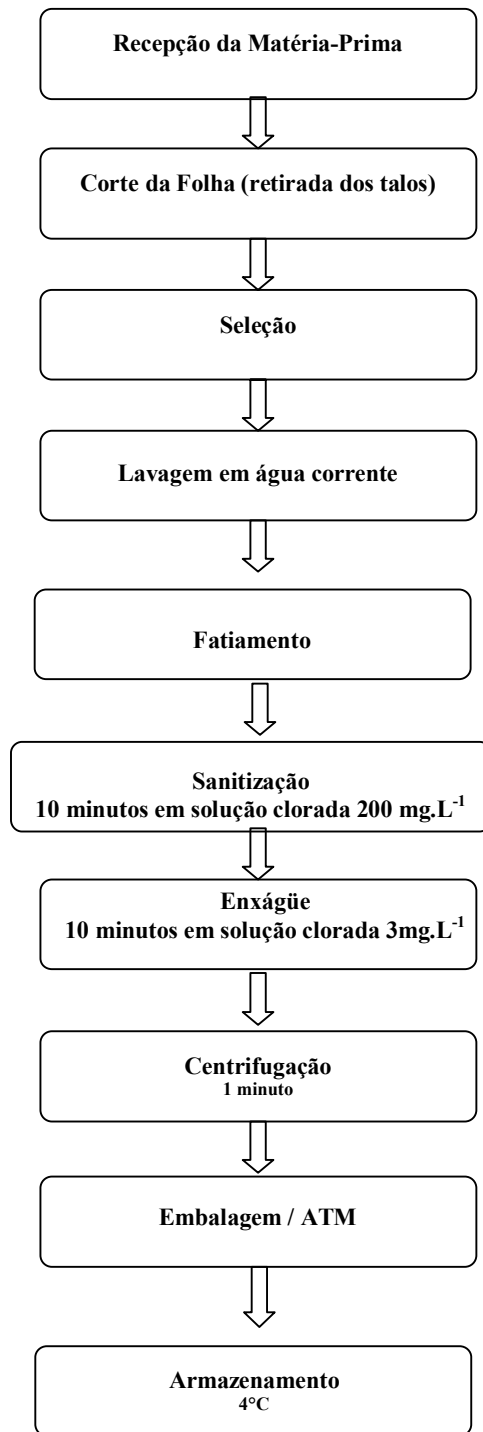 Recepção da Matéria-Prima
Corte da Folha (retirada dos talos)
Seleção
Lavagem em água corrente
Fatiamento
Sanitização
10 minutos em solução clorada 200 mg.L⁻¹
Enxágüe
10 minutos em solução clorada 3mg.L⁻¹
Centrifugação
1 minuto
Embalagem / ATM
Armazenamento
4°C